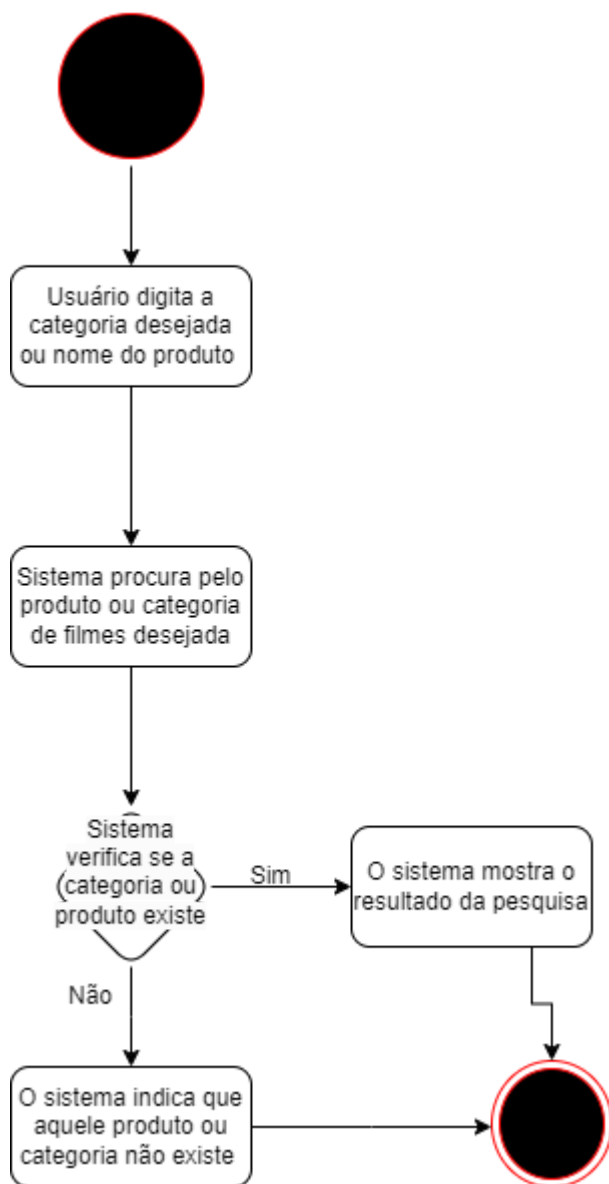 Usuário digita a
categoria desejada
ou nome do produto
Sistema procura pelo
produto ou categoria
de filmes desejada
Sistema
verifica se a
categoria ou
produto existe
Sim
O sistema mostra o
resultado da pesquisa
Não
O sistema indica que
aquele produto ou
categoria não existe